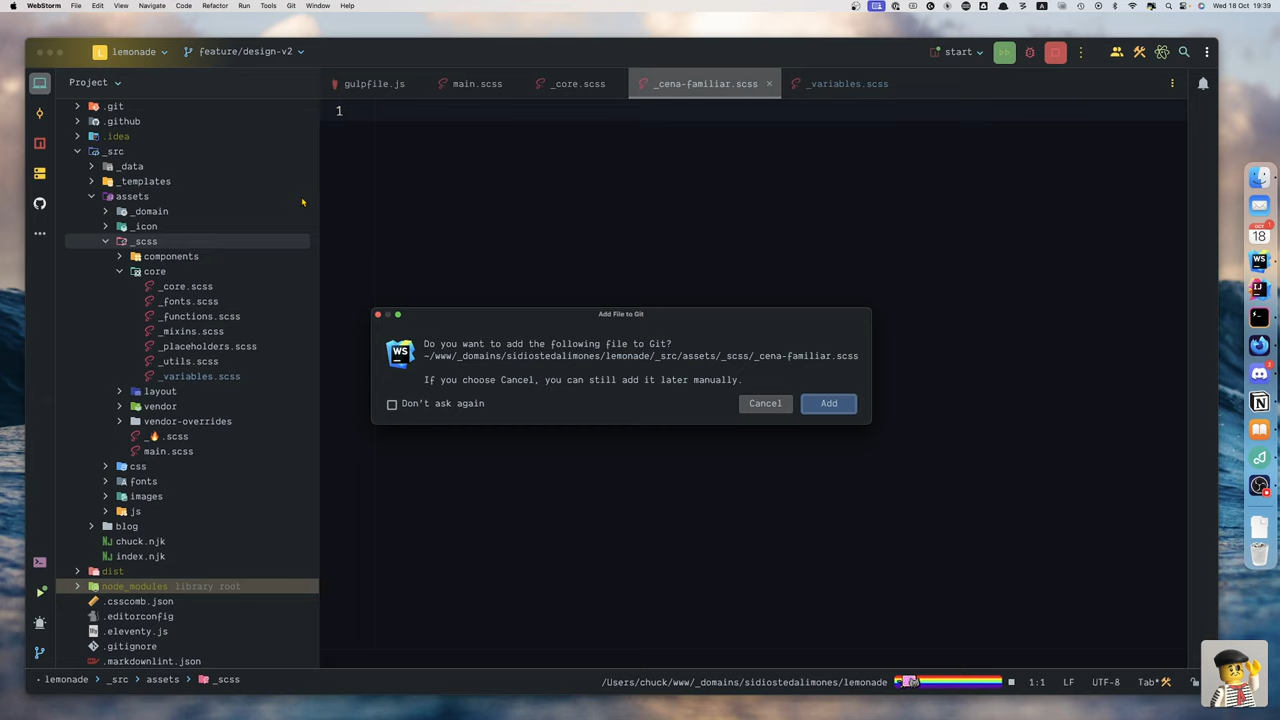 WebStorm File Edit View Navigate Code Refactor Run Tools Git Window Help
Wed 18 Oct 19:39
L lemonade feature/design-v2 start
Project
gulpfile.js main.scss _core.scss _cena-familiar.scss _variables.scss
1
.git
.github
.idea
_src
_data
_templates
assets
_domain
_icon
_scss
components
core
_core.scss
_fonts.scss
_functions.scss
_mixins.scss
_placeholders.scss
_utils.scss
_variables.scss
layout
vendor
vendor-overrides
_🔥.scss
main.scss
css
fonts
images
js
blog
chuck.njk
index.njk
dist
node_modules library root
.csscomb.json
.editorconfig
.eleventy.js
.gitignore
.markdownlint.json
Add File to Git
WS
Do you want to add the following file to Git?
~/www/_domains/sidiostedalimones/lemonade/_src/assets/_scss/_cena-familiar.scss
If you choose Cancel, you can still add it later manually.
Don't ask again
Cancel Add
OCT
18
WS
IJ
lemonade _src assets _scss
/Users/chuck/www/_domains/sidiostedalimones/lemonade
1:1 LF UTF-8 Tab*